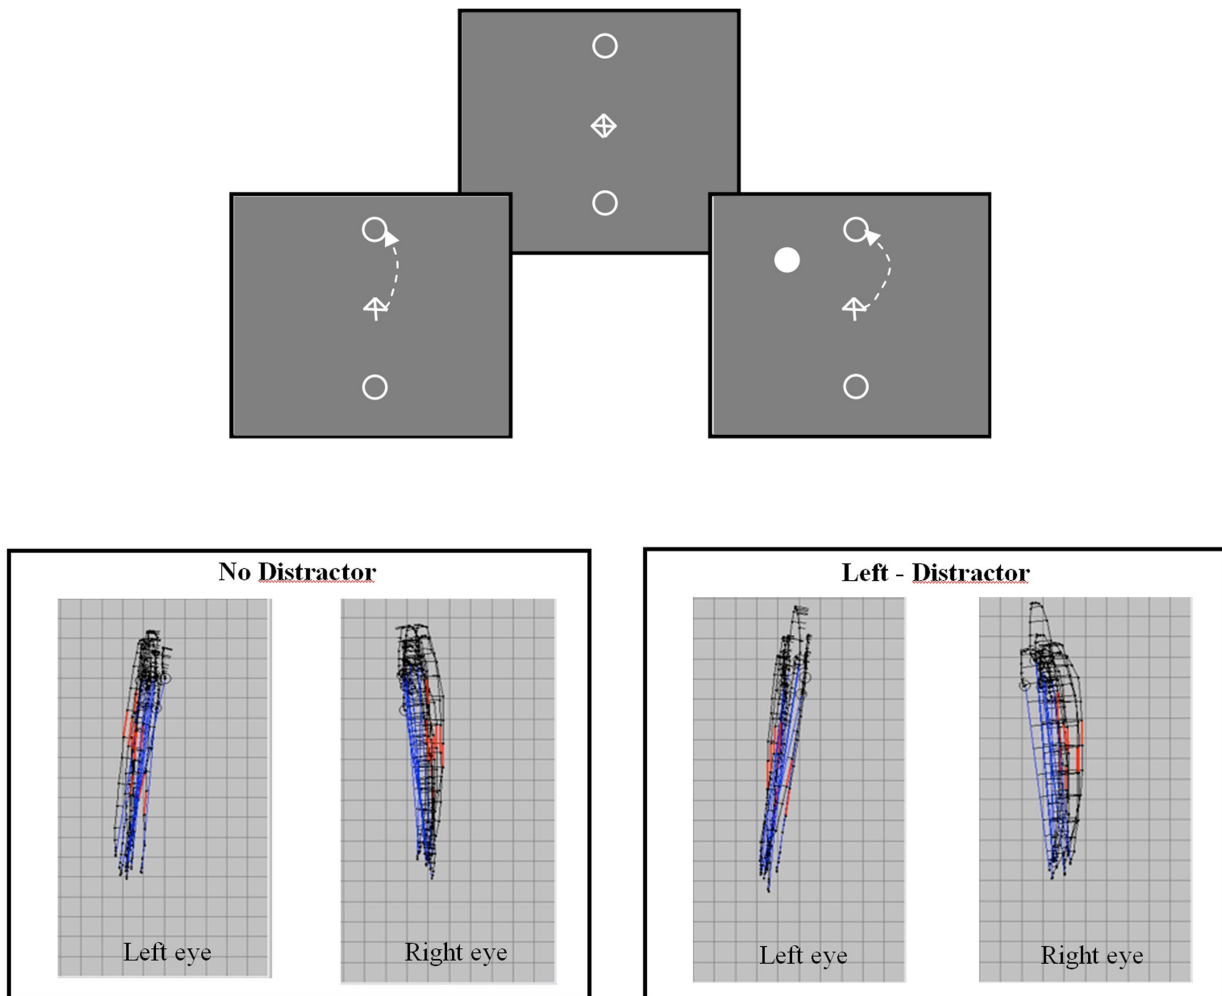 No Distractor
Left - Distractor
Left eye
Right eye
Left eye
Right eye